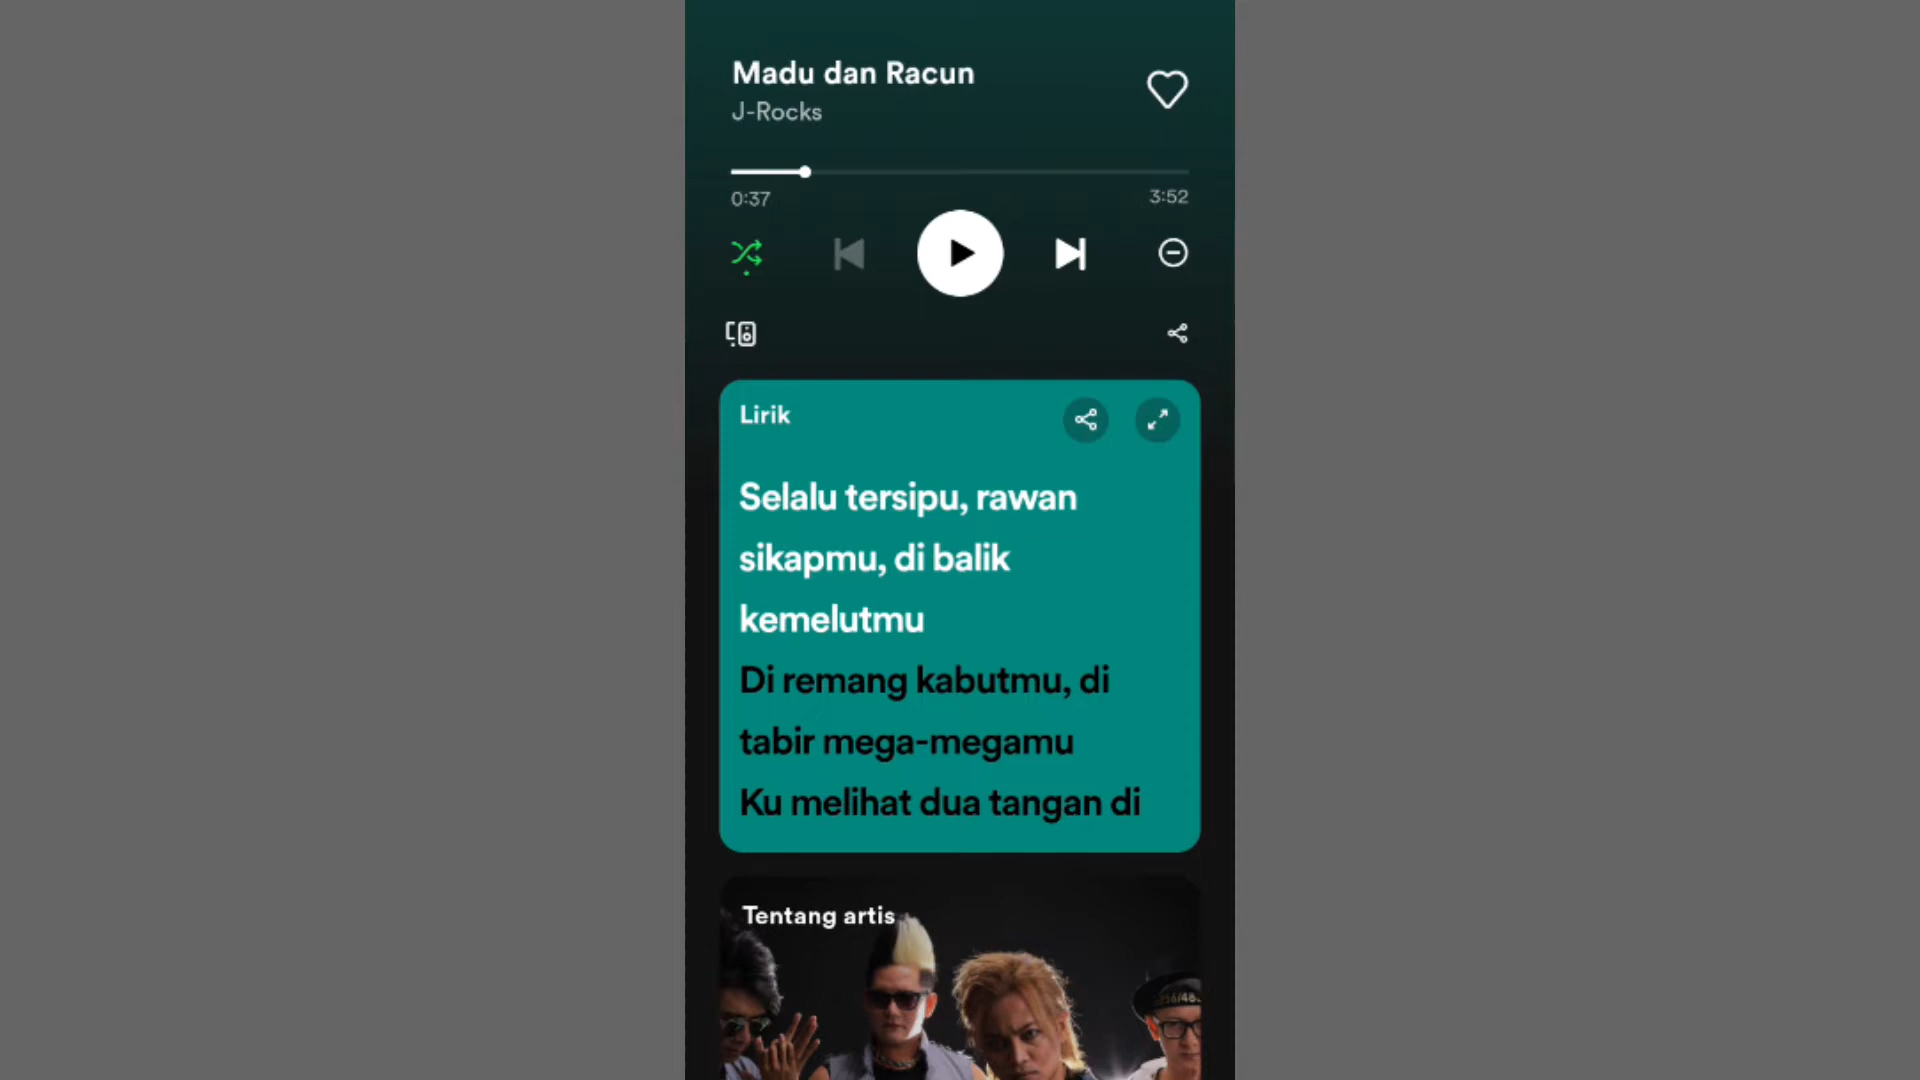 Madu dan Racun
J-Rocks
0:37
3:52
Lirik
Selalu tersipu, rawan
sikapmu, di balik
kemelutmu
Di remang kabutmu, di
tabir mega-megamu
Ku melihat dua tangan di
Tentang artis